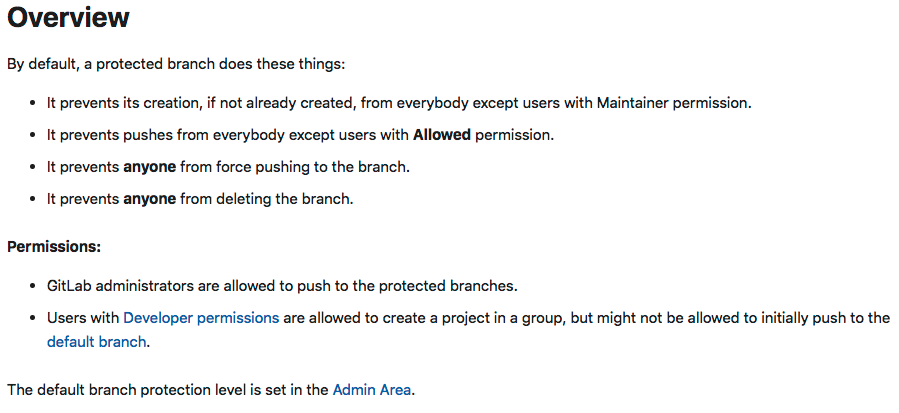 Overview
By default, a protected branch does these things:
• It prevents its creation, if not already created, from everybody except users with Maintainer permission.
• It prevents pushes from everybody except users with Allowed permission.
• It prevents anyone from force pushing to the branch.
• It prevents anyone from deleting the branch.
Permissions:
• GitLab administrators are allowed to push to the protected branches.
• Users with Developer permissions are allowed to create a project in a group, but might not be allowed to initially push to the
default branch.
The default branch protection level is set in the Admin Area.